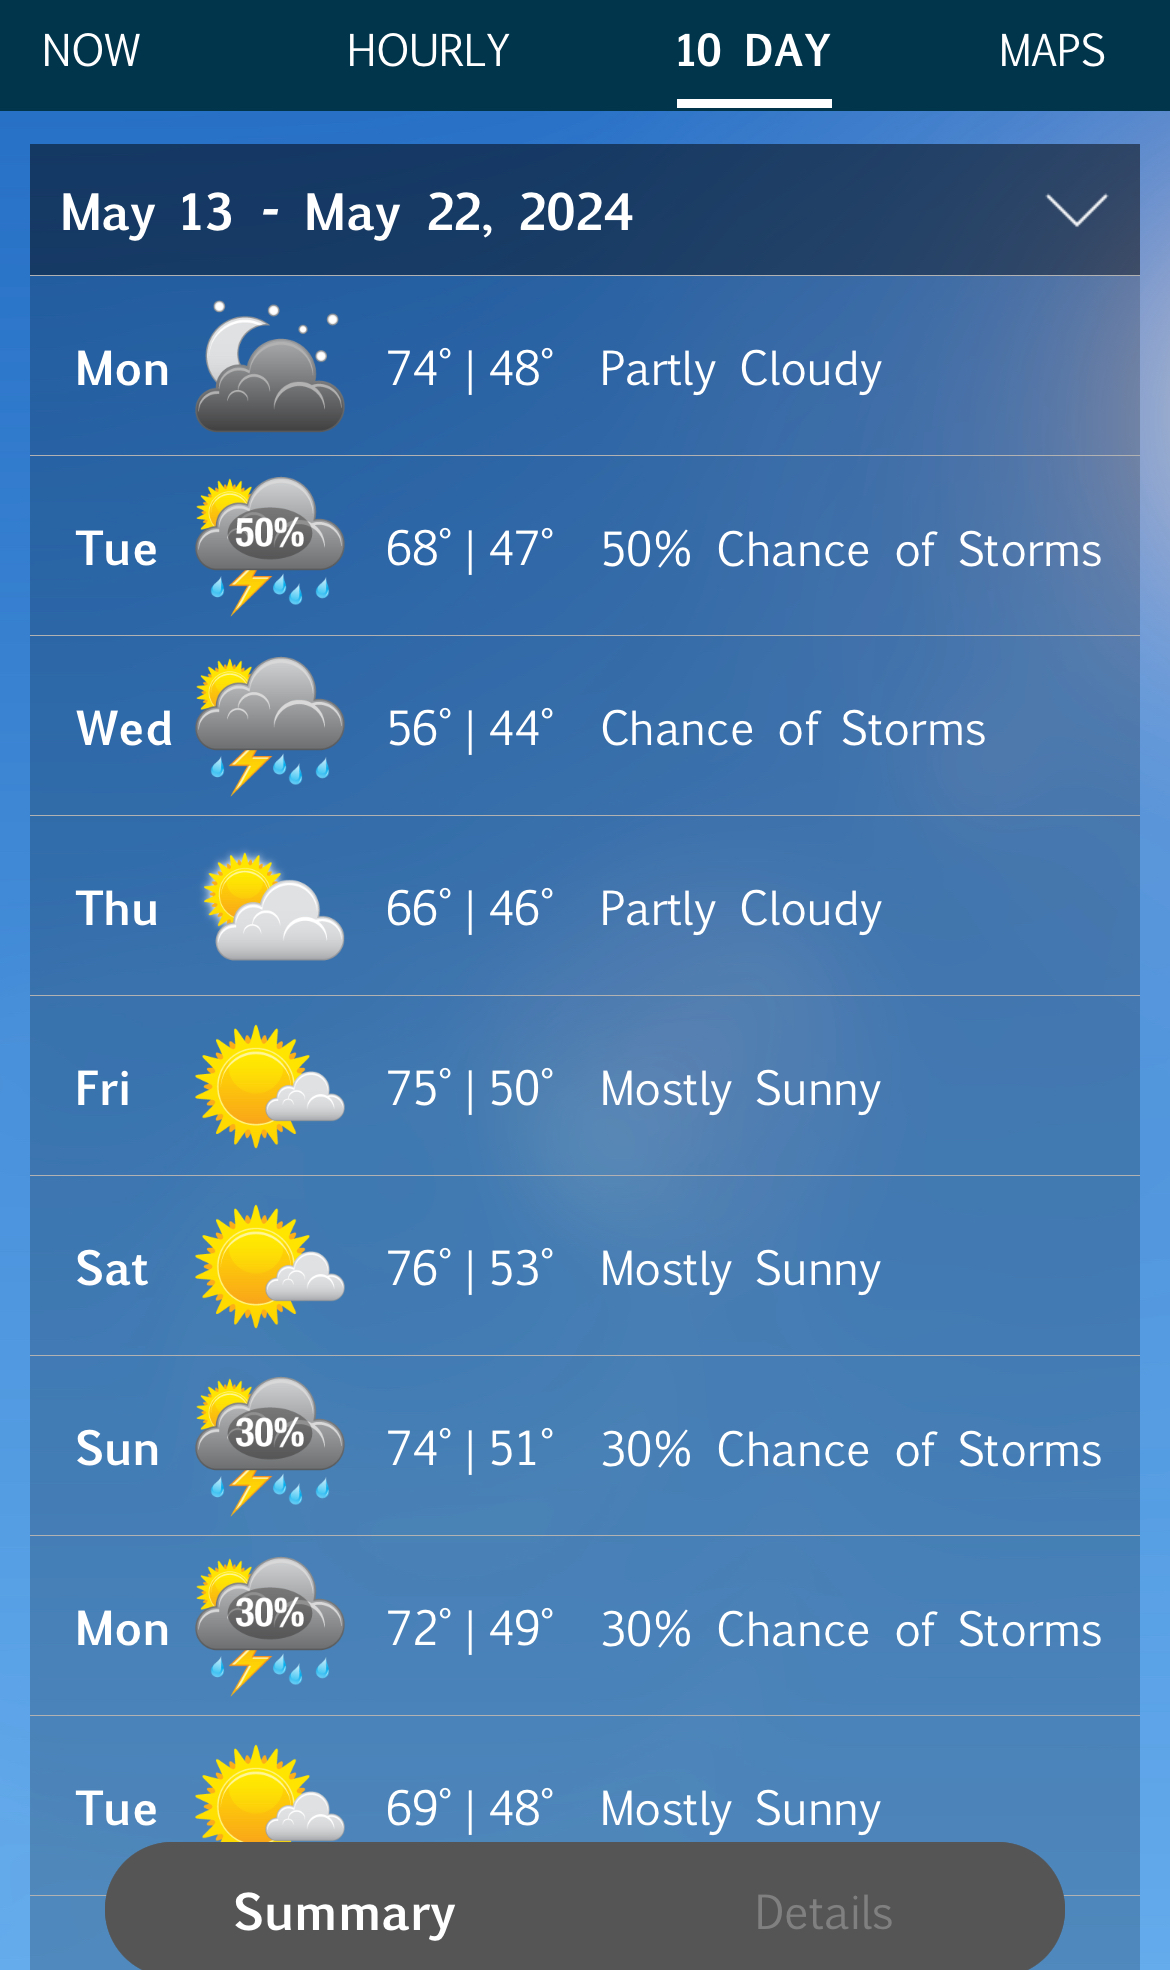 NOW HOURLY 10 DAY MAPS
May 13 - May 22, 2024
Mon 74° | 48° Partly Cloudy
Tue 50% 68° | 47° 50% Chance of Storms
Wed 56° | 44° Chance of Storms
Thu 66° | 46° Partly Cloudy
Fri 75° | 50° Mostly Sunny
Sat 76° | 53° Mostly Sunny
Sun 30% 74° | 51° 30% Chance of Storms
Mon 30% 72° | 49° 30% Chance of Storms
Tue 69° | 48° Mostly Sunny
Summary Details